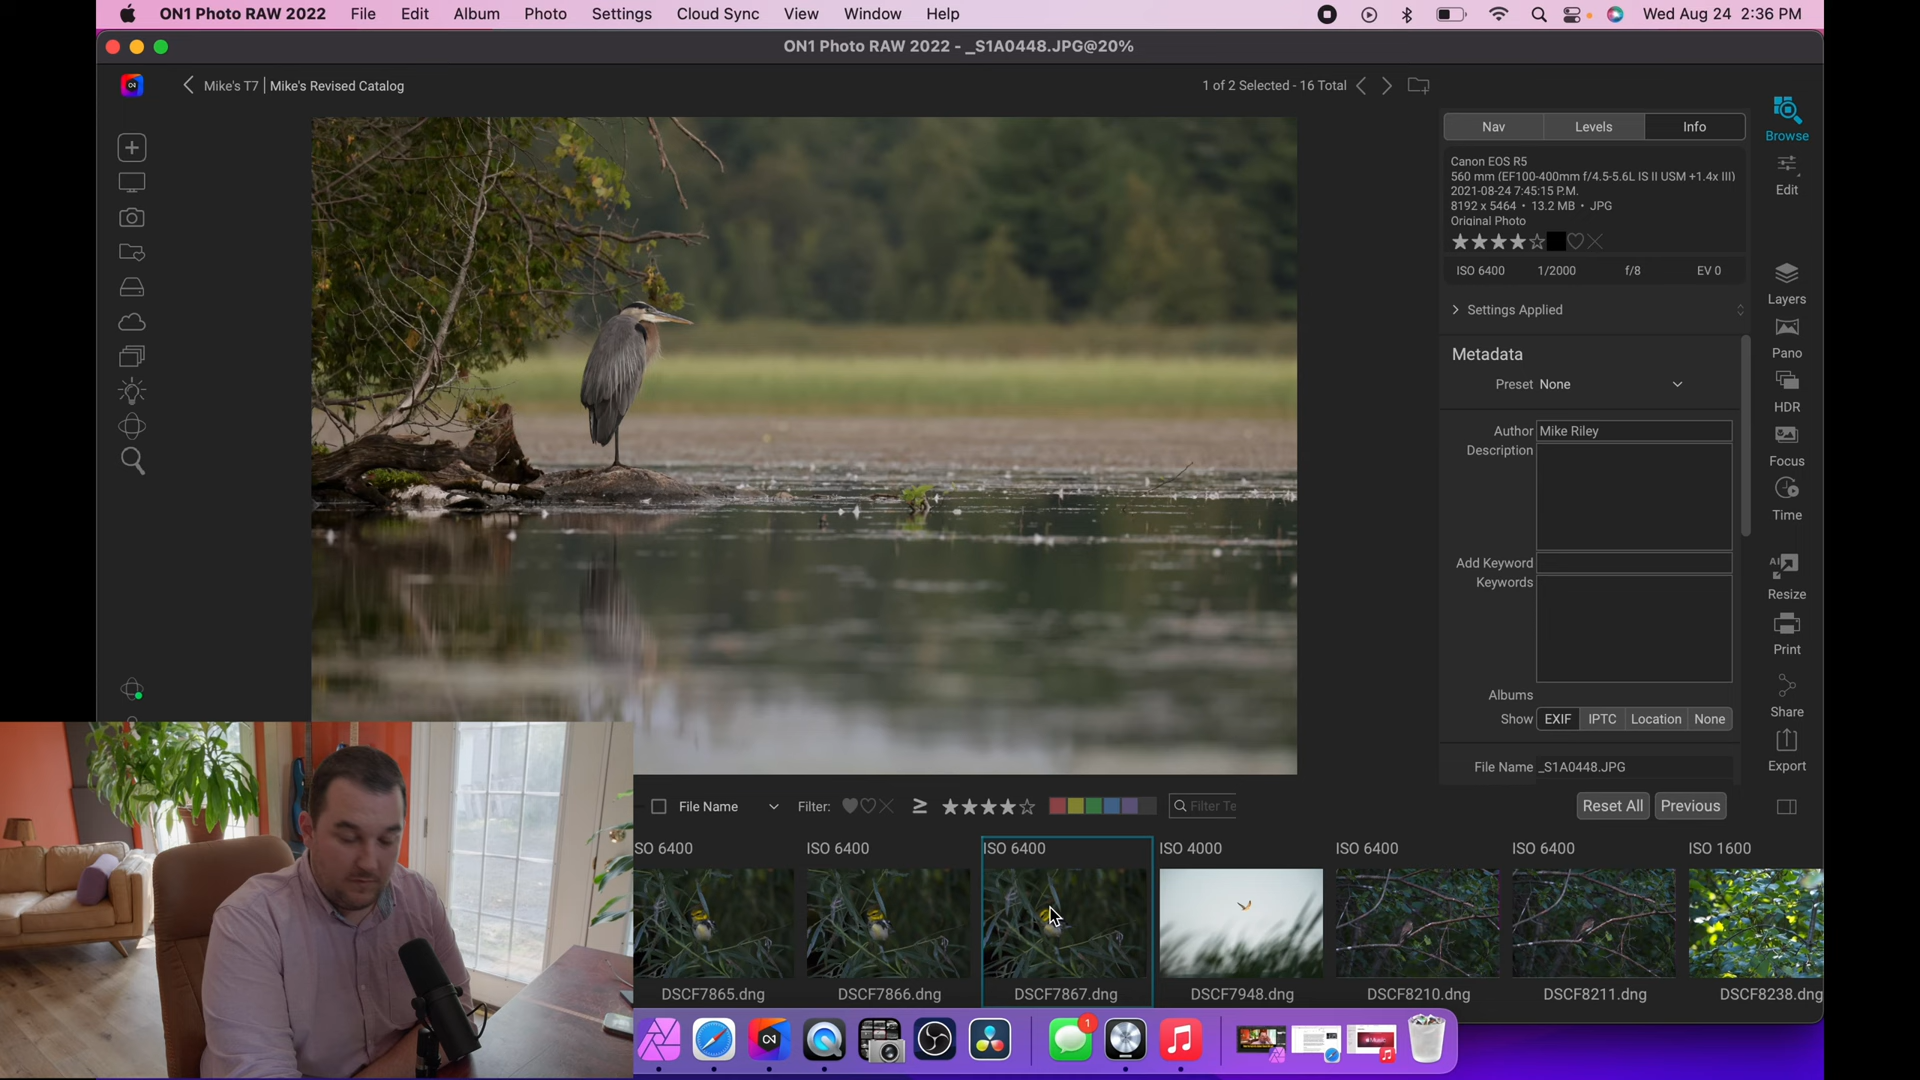 ON1 Photo RAW 2022 File Edit Album Photo Settings Cloud Sync View Window Help Wed Aug 24 2:36 PM
ON1 Photo RAW 2022 - _S1A0448.JPG@20%
Mike's T7 | Mike's Revised Catalog
1 of 2 Selected - 16 Total
Nav Levels Info
Browse
Canon EOS R5
560 mm (EF100-400mm f/4.5-5.6L IS II USM +1.4x III)
2021-08-24 7:45:15 P.M.
8192 x 5464 • 13.2 MB • JPG
Original Photo
Edit
ISO 6400 1/2000 f/8 EV 0
Layers
Settings Applied
Metadata
Pano
Preset None
HDR
Author Mike Riley
Description
Focus
Time
Add Keyword
Keywords
AI
Resize
Print
Albums
Share
Show EXIF IPTC Location None
File Name _S1A0448.JPG
Export
File Name Filter: Filter Te
Reset All Previous
ISO 6400 ISO 6400 ISO 6400 ISO 4000 ISO 6400 ISO 6400 ISO 1600
DSCF7865.dng DSCF7866.dng DSCF7867.dng DSCF7948.dng DSCF8210.dng DSCF8211.dng DSCF8238.dng
1